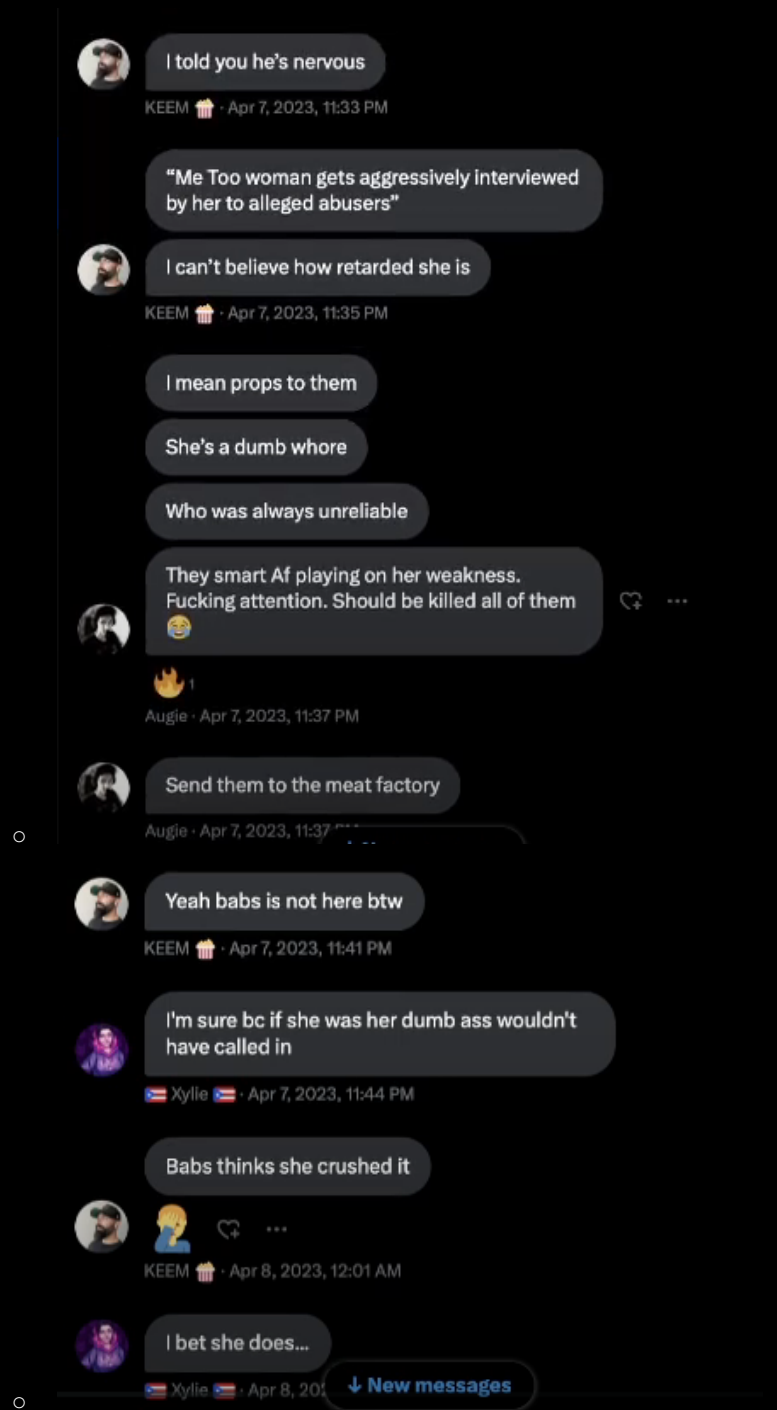 I told you he's nervous
KEEM 🍿 · Apr 7, 2023, 11:33 PM
“Me Too woman gets aggressively interviewed
by her to alleged abusers”
I can't believe how retarded she is
KEEM 🍿 · Apr 7, 2023, 11:35 PM
I mean props to them
She's a dumb whore
Who was always unreliable
They smart Af playing on her weakness.
Fucking attention. Should be killed all of them
😂
🔥 1
Augie · Apr 7, 2023, 11:37 PM
Send them to the meat factory
Augie · Apr 7, 2023, 11:37
Yeah babs is not here btw
KEEM 🍿 · Apr 7, 2023, 11:41 PM
I'm sure bc if she was her dumb ass wouldn't
have called in
🇵🇷 Xylie 🇵🇷 · Apr 7, 2023, 11:44 PM
Babs thinks she crushed it
🤦‍♂️
KEEM 🍿 · Apr 8, 2023, 12:01 AM
I bet she does...
🇵🇷 Xylie 🇵🇷 · Apr 8,
↓ New messages